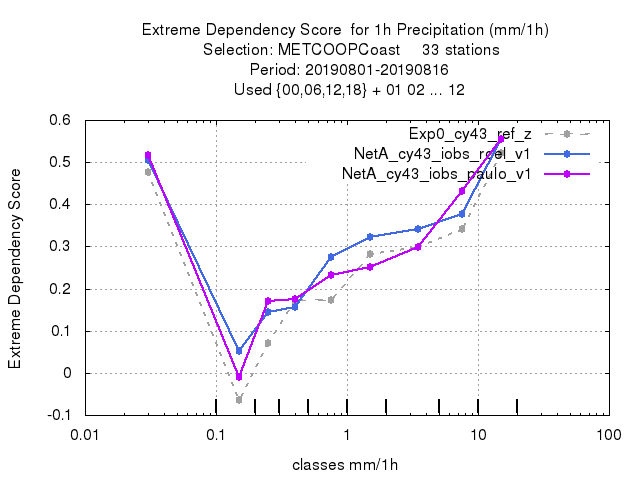 Extreme Dependency Score  for 1h Precipitation (mm/1h)
Selection: METCOOPCoast     33 stations
Period: 20190801-20190816
Used {00,06,12,18} + 01 02 ... 12
Exp0_cy43_ref_z
NetA_cy43_iobs_roel_v1
NetA_cy43_iobs_paulo_v1
Extreme Dependency Score
0.6
0.5
0.4
0.3
0.2
0.1
0
-0.1
0.01 0.1 1 10 100
classes mm/1h